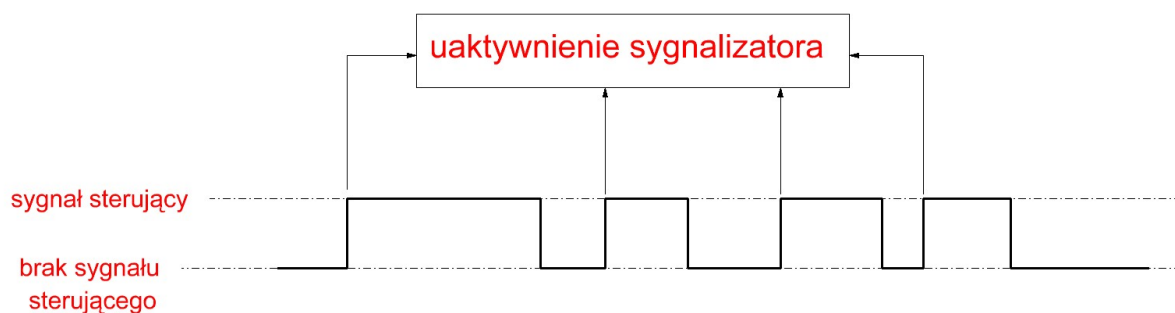 uaktywnienie sygnalizatora
sygnał sterujący
brak sygnału
sterującego